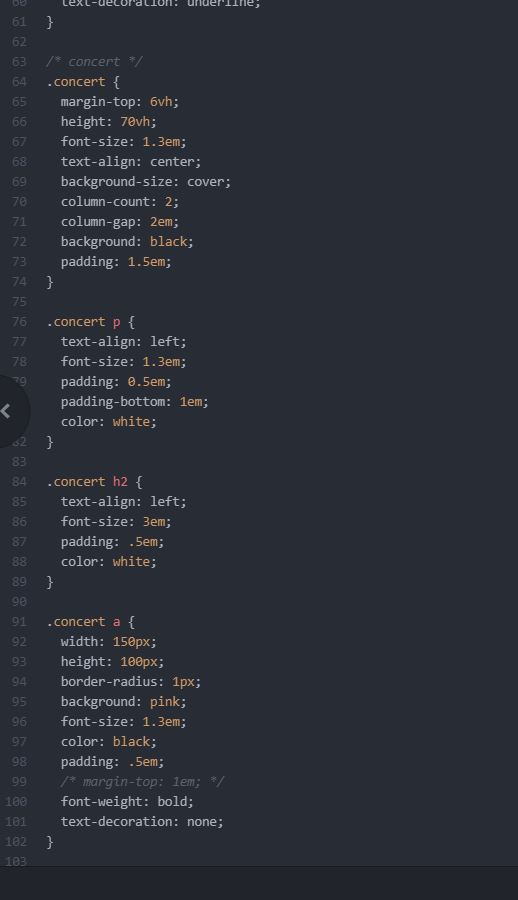 60 text-decoration: underline;
61 }
62
63 /* concert */
64 .concert {
65 margin-top: 6vh;
66 height: 70vh;
67 font-size: 1.3em;
68 text-align: center;
69 background-size: cover;
70 column-count: 2;
71 column-gap: 2em;
72 background: black;
73 padding: 1.5em;
74 }
75
76 .concert p {
77 text-align: left;
78 font-size: 1.3em;
79 padding: 0.5em;
padding-bottom: 1em;
color: white;
82 }
83
84 .concert h2 {
85 text-align: left;
86 font-size: 3em;
87 padding: .5em;
88 color: white;
89 }
90
91 .concert a {
92 width: 150px;
93 height: 100px;
94 border-radius: 1px;
95 background: pink;
96 font-size: 1.3em;
97 color: black;
98 padding: .5em;
99 /* margin-top: 1em; */
100 font-weight: bold;
101 text-decoration: none;
102 }
103